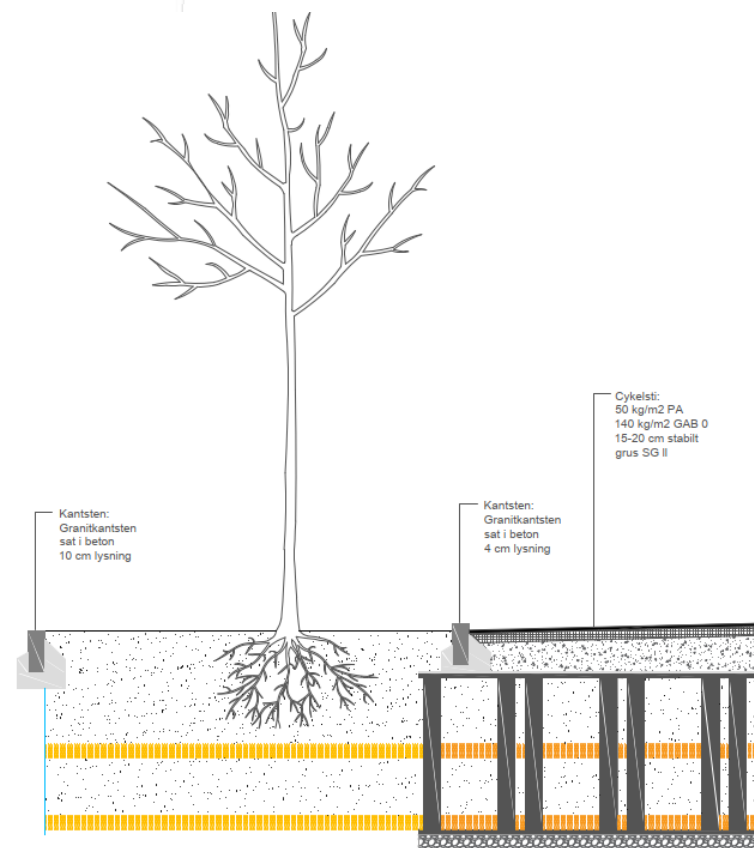 Cykelsti:
50 kg/m2 PA
140 kg/m2 GAB 0
15-20 cm stabilt
grus SG II
Kantsten:
Granitkantsten
sat i beton
10 cm lysning
Kantsten:
Granitkantsten
sat i beton
4 cm lysning